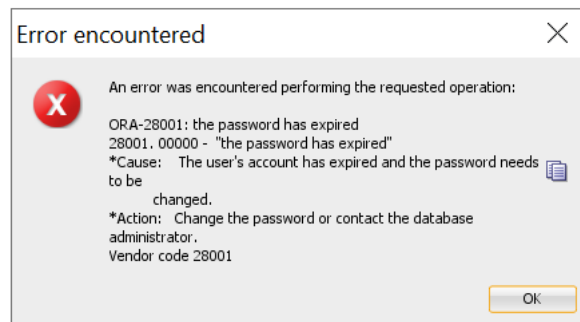 Error encountered
An error was encountered performing the requested operation:
ORA-28001: the password has expired
28001. 00000 - "the password has expired"
*Cause: The user's account has expired and the password needs
to be
changed.
*Action: Change the password or contact the database
administrator.
Vendor code 28001
OK